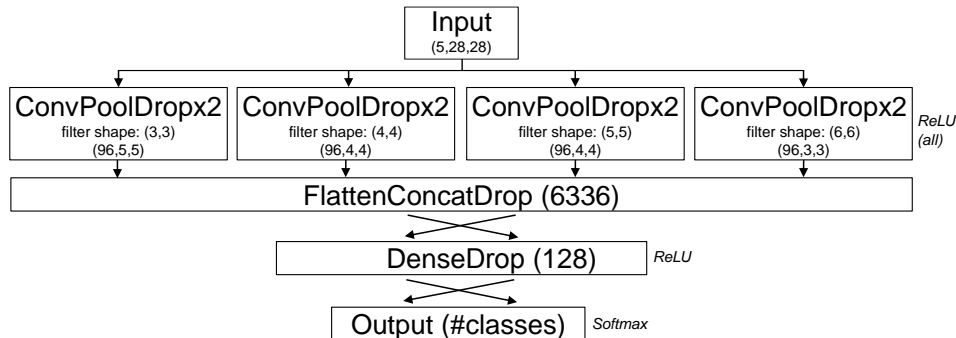 Input
(5,28,28)
ConvPoolDropx2
filter shape: (3,3)
(96,5,5)
ConvPoolDropx2
filter shape: (4,4)
(96,4,4)
ConvPoolDropx2
filter shape: (5,5)
(96,4,4)
ConvPoolDropx2
filter shape: (6,6)
(96,3,3)
ReLU
(all)
FlattenConcatDrop (6336)
DenseDrop (128)
ReLU
Output (#classes)
Softmax